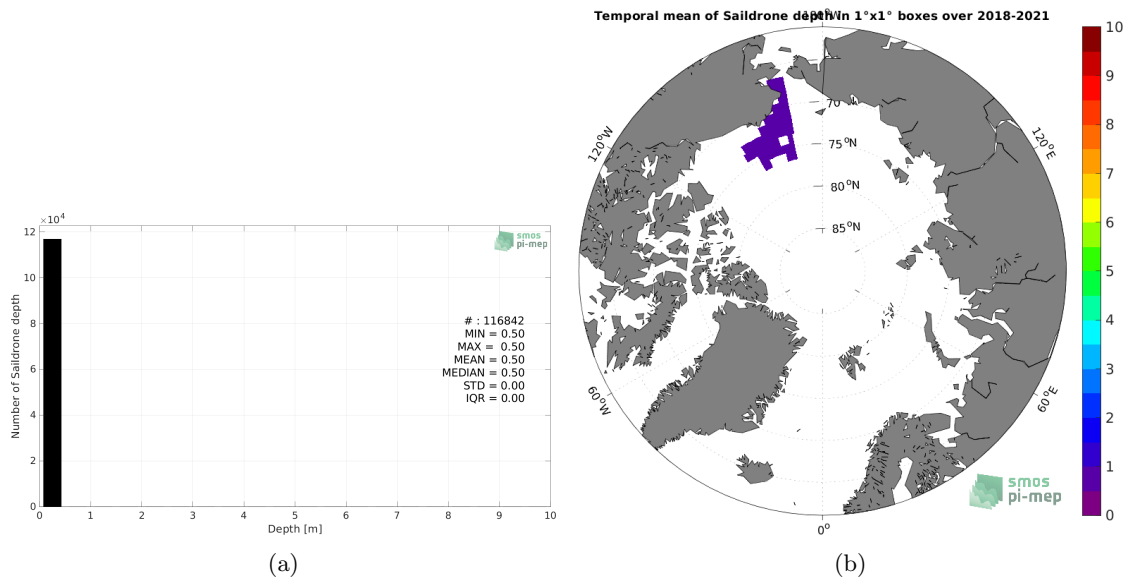 Temporal mean of Saildrone depth in 1°x1° boxes over 2018-2021
×10⁴
12
10
8
6
4
2
0
Number of Saildrone depth
0 1 2 3 4 5 6 7 8 9 10
Depth [m]
smos
pi-mep
# : 116842
MIN = 0.50
MAX = 0.50
MEAN = 0.50
MEDIAN = 0.50
STD = 0.00
IQR = 0.00
(a)
180°W
120°W
120°E
60°W
60°E
0°
70°N
75°N
80°N
85°N
smos
pi-mep
10
9
8
7
6
5
4
3
2
1
0
(b)